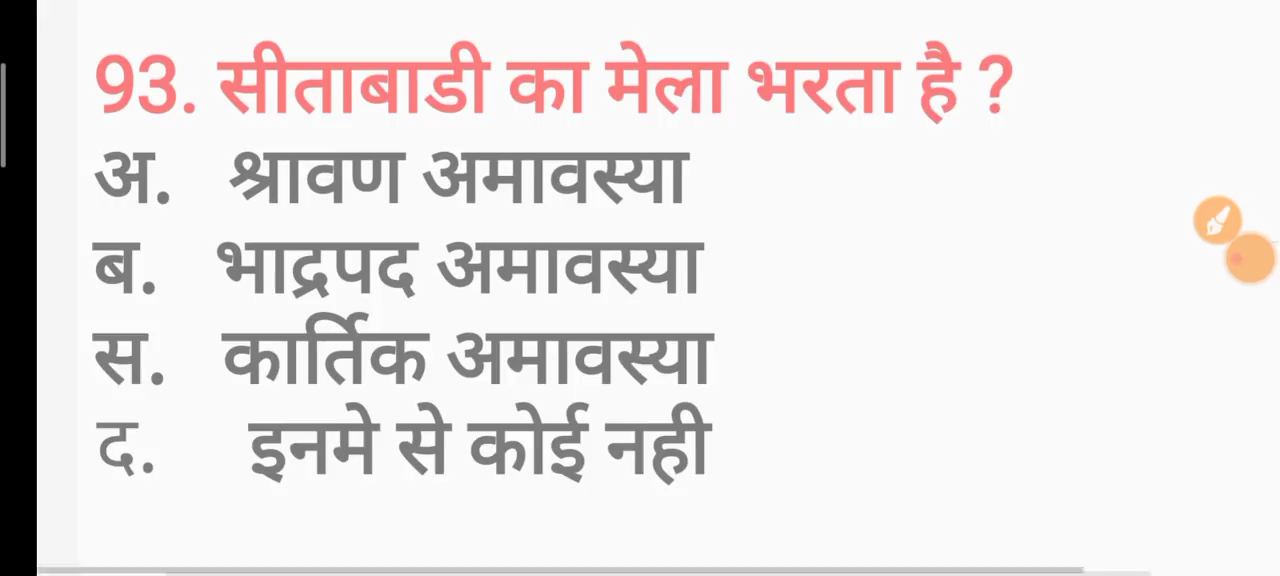 93. सीताबाडी का मेला भरता है ?
अ. श्रावण अमावस्या
ब. भाद्रपद अमावस्या
स. कार्तिक अमावस्या
द. इनमे से कोई नही